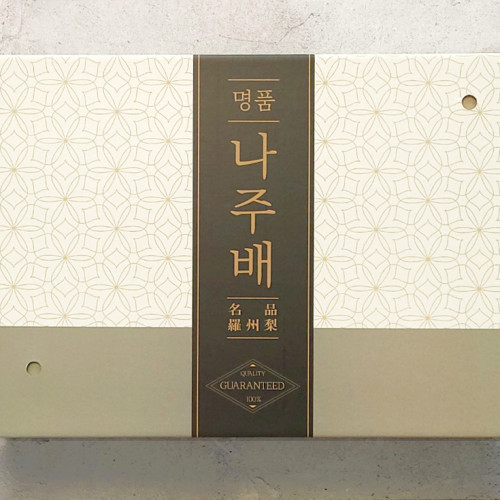 명품
나
주
배
名 品
羅州梨
QUALITY
GUARANTEED
100%